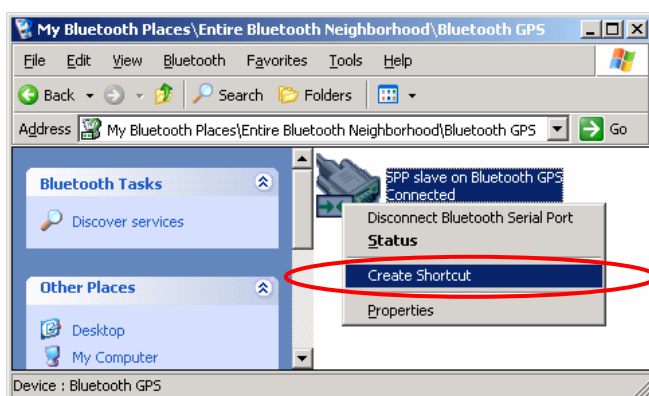 My Bluetooth Places\Entire Bluetooth Neighborhood\Bluetooth GPS
File Edit View Bluetooth Favorites Tools Help
Back Search Folders
Address My Bluetooth Places\Entire Bluetooth Neighborhood\Bluetooth GPS Go
Bluetooth Tasks
Discover services
Other Places
Desktop
My Computer
SPP slave on Bluetooth GPS
Connected
Disconnect Bluetooth Serial Port
Status
Create Shortcut
Properties
Device : Bluetooth GPS